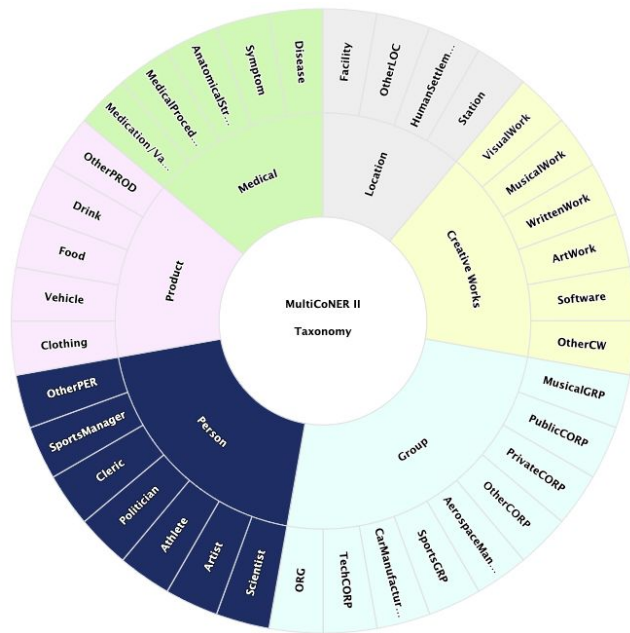 MultiCoNER II
Taxonomy
Location
Facility
OtherLOC
HumanSettlem...
Station
Creative Works
VisualWork
MusicalWork
WrittenWork
ArtWork
Software
OtherCW
Group
MusicalGRP
PublicCORP
PrivateCORP
OtherCORP
AerospaceMan...
SportsGRP
CarManufactur...
TechCORP
ORG
Person
Scientist
Artist
Athlete
Politician
Cleric
SportsManager
OtherPER
Product
Clothing
Vehicle
Food
Drink
OtherPROD
Medical
Medication/Va...
MedicalProced...
AnatomicalStr...
Symptom
Disease